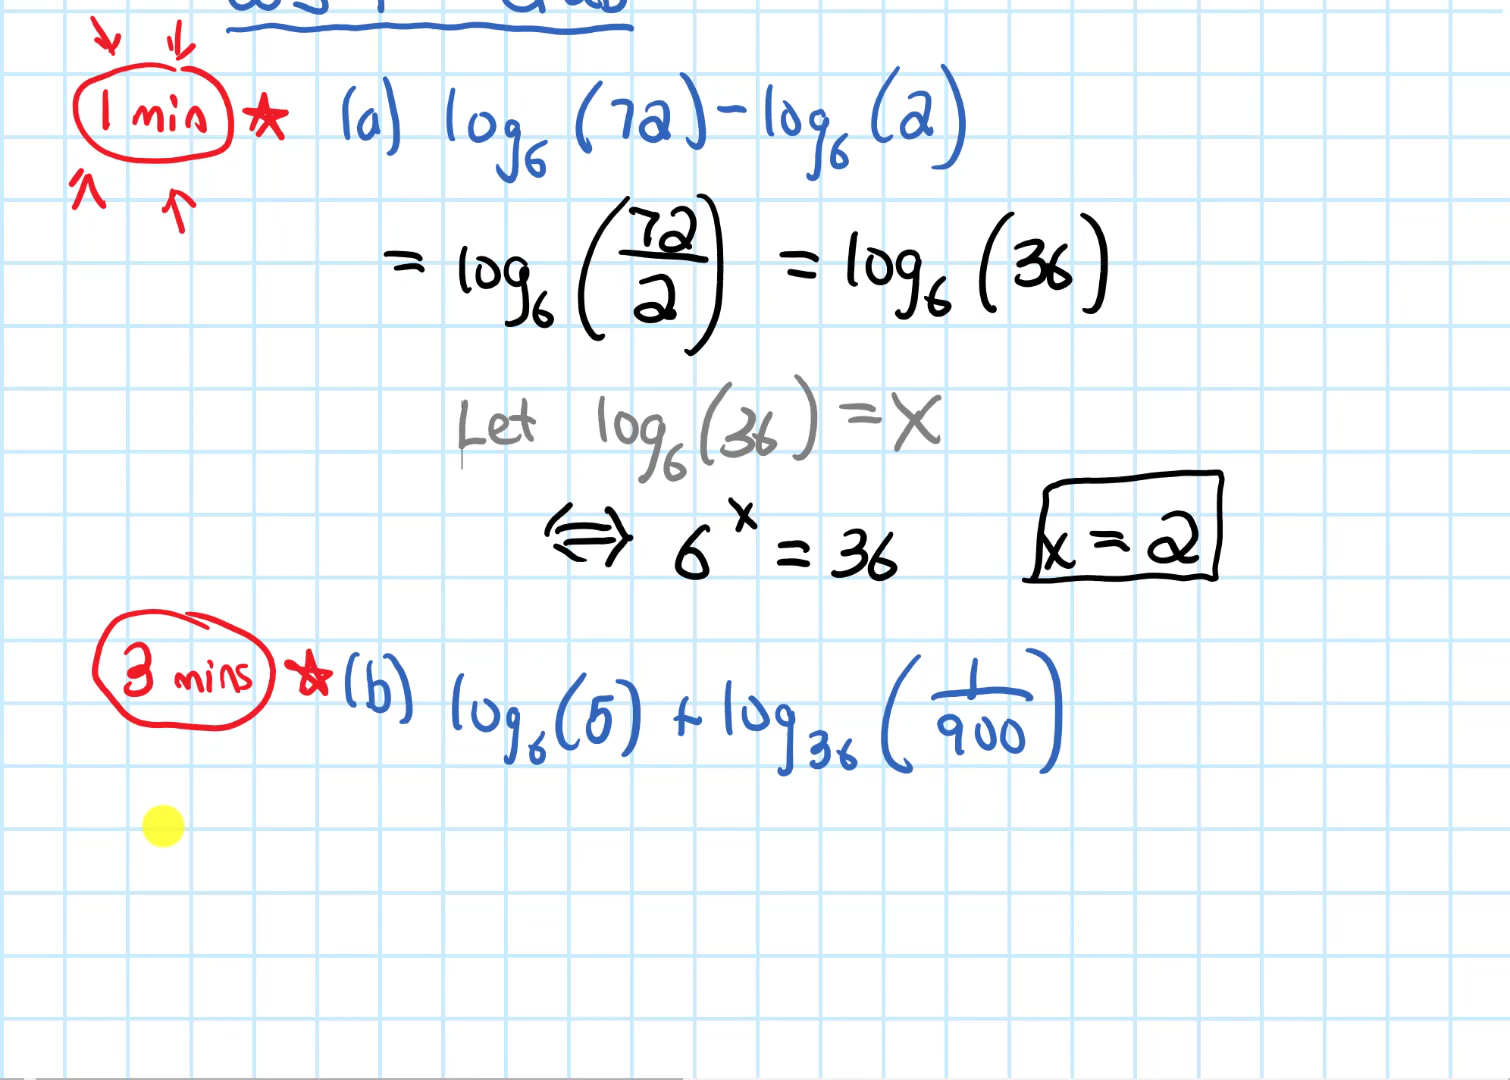 1 min ★ (a) log₆(72) - log₆(2)
= log₆(72/2) = log₆(36)
Let log₆(36) = x
⟺ 6ˣ = 36 x = 2
3 mins ★ (b) log₆(5) + log₃₆(1/900)